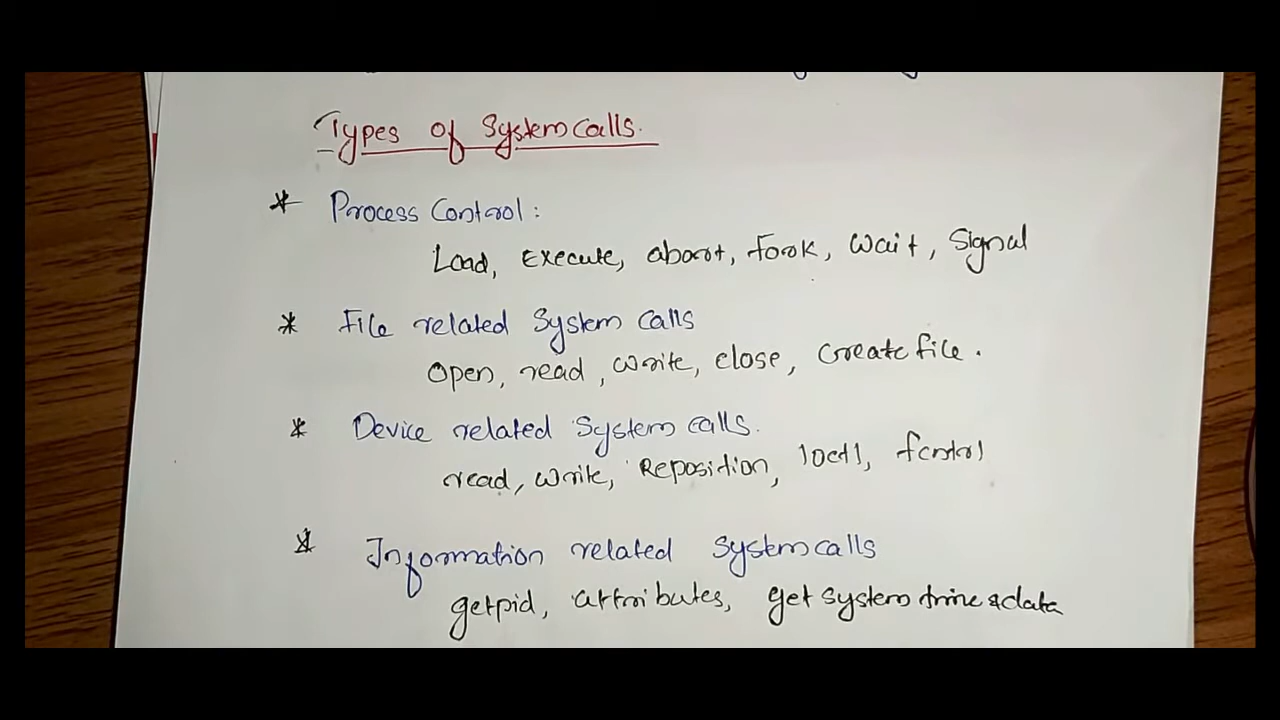 Types of System Calls.
* Process Control:
Load, Execute, abort, fork, wait, Signal
* File related System calls
Open, read, write, close, Create file.
* Device related System calls.
read, write, Reposition, ioctl, fcntrl
* Information related System calls
getpid, attributes, get system time & data